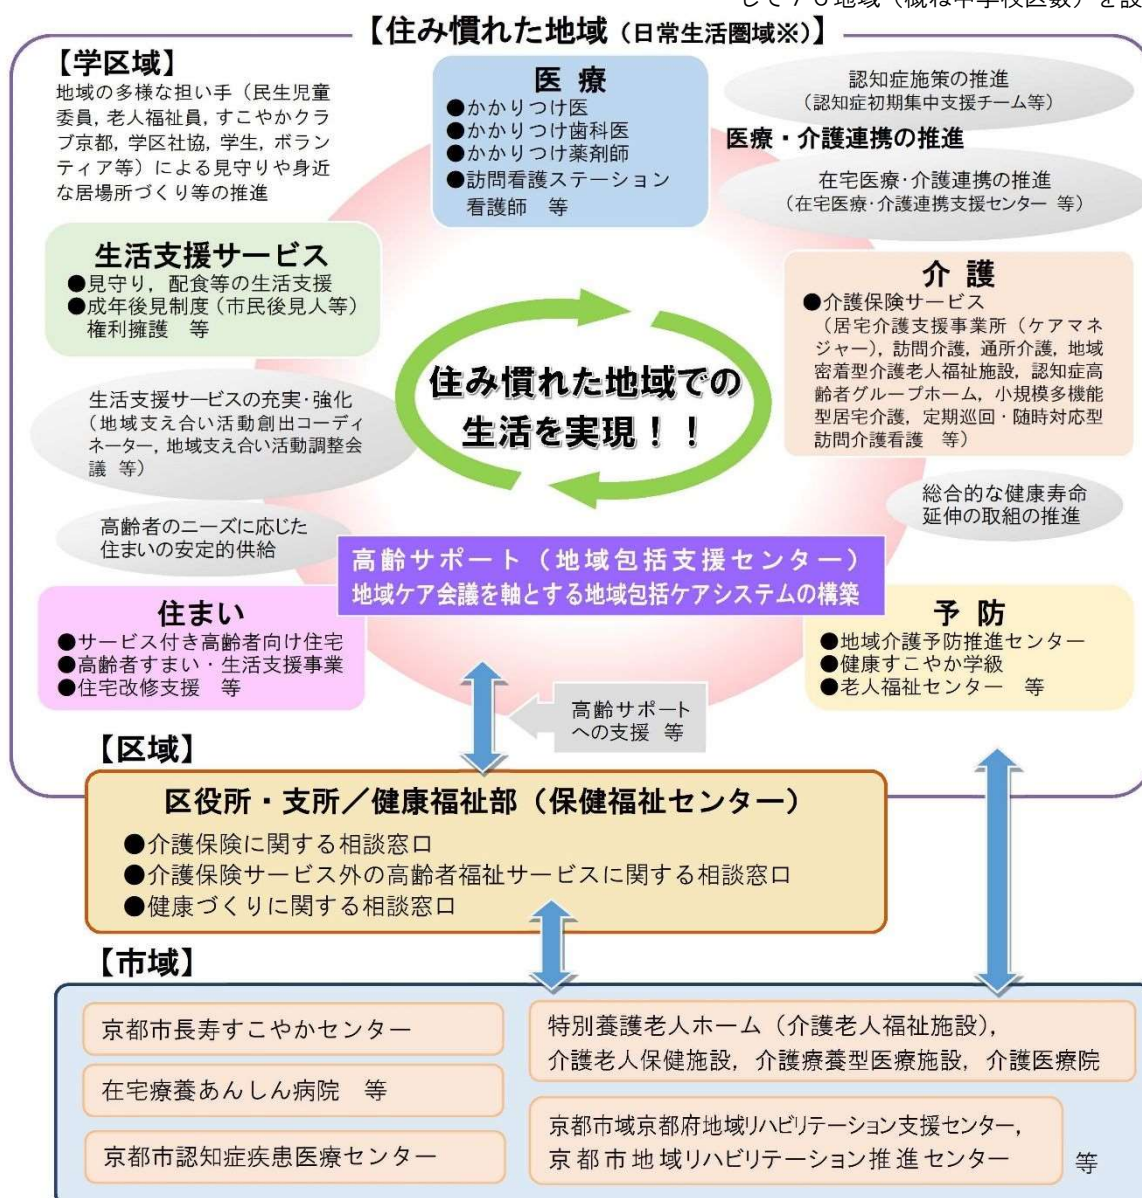 して７６地域（概ね中学校区数）を設
【住み慣れた地域（日常生活圏域※）】
【学区域】
地域の多様な担い手（民生児童
委員，老人福祉員，すこやかクラ
ブ京都，学区社協，学生，ボラン
ティア等）による見守りや身近
な居場所づくり等の推進
医 療
●かかりつけ医
●かかりつけ歯科医
●かかりつけ薬剤師
●訪問看護ステーション
看護師　等
認知症施策の推進
（認知症初期集中支援チーム等）
医療・介護連携の推進
在宅医療・介護連携の推進
（在宅医療・介護連携支援センター 等）
生活支援サービス
●見守り，配食等の生活支援
●成年後見制度（市民後見人等）
権利擁護　等
介 護
●介護保険サービス
（居宅介護支援事業所（ケアマネ
ジャー），訪問介護，通所介護，地域
密着型介護老人福祉施設，認知症高
齢者グループホーム，小規模多機能
型居宅介護，定期巡回・随時対応型
訪問介護看護　等）
住み慣れた地域での
生活を実現！！
生活支援サービスの充実・強化
（地域支え合い活動創出コーディ
ネーター，地域支え合い活動調整会
議 等）
総合的な健康寿命
延伸の取組の推進
高齢者のニーズに応じた
住まいの安定的供給
高齢サポート（地域包括支援センター）
地域ケア会議を軸とする地域包括ケアシステムの構築
住まい
●サービス付き高齢者向け住宅
●高齢者すまい・生活支援事業
●住宅改修支援　等
予 防
●地域介護予防推進センター
●健康すこやか学級
●老人福祉センター　等
高齢サポート
への支援 等
【区域】
区役所・支所／健康福祉部（保健福祉センター）
●介護保険に関する相談窓口
●介護保険サービス外の高齢者福祉サービスに関する相談窓口
●健康づくりに関する相談窓口
【市域】
京都市長寿すこやかセンター
在宅療養あんしん病院　等
京都市認知症疾患医療センター
特別養護老人ホーム（介護老人福祉施設），
介護老人保健施設，介護療養型医療施設，介護医療院
京都市域京都府地域リハビリテーション支援センター，
京都市地域リハビリテーション推進センター
等